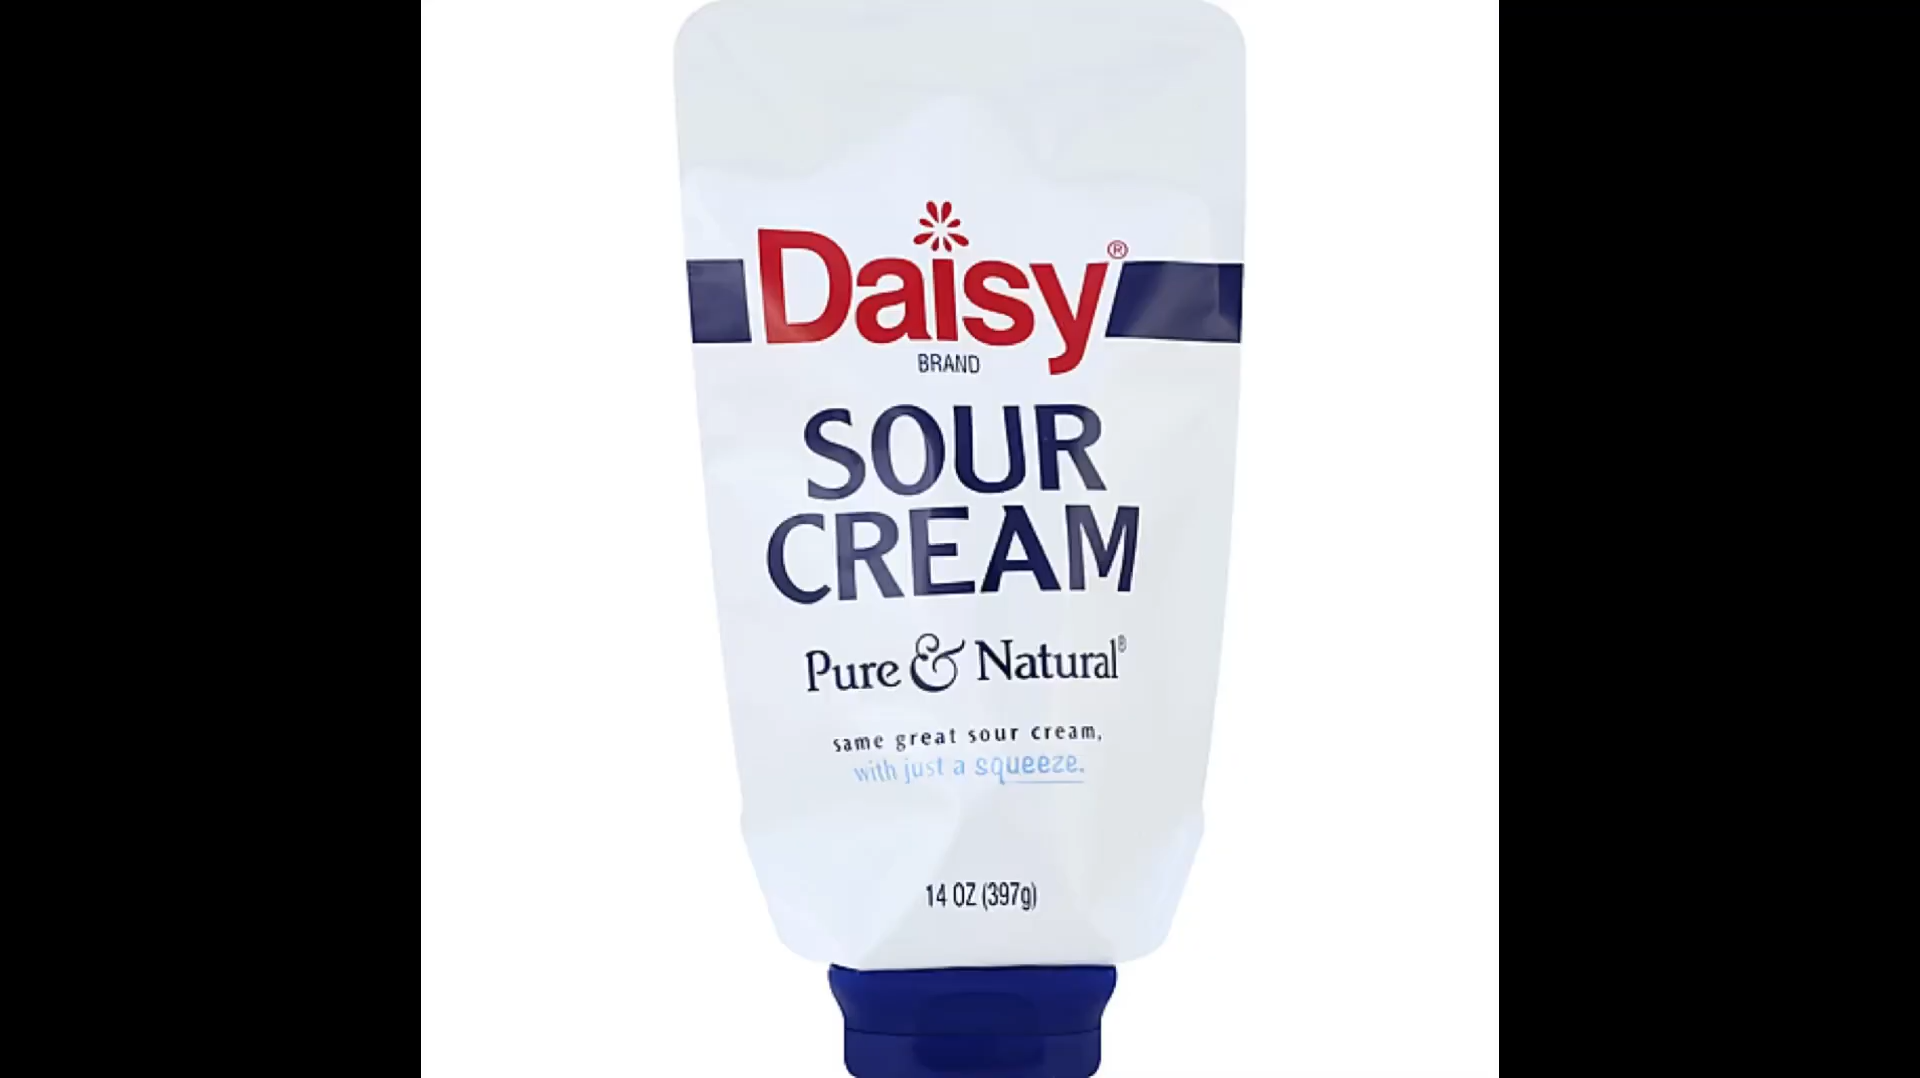 Daisy®
BRAND
SOUR
CREAM
Pure & Natural®
same great sour cream,
with just a squeeze.
14 OZ (397g)